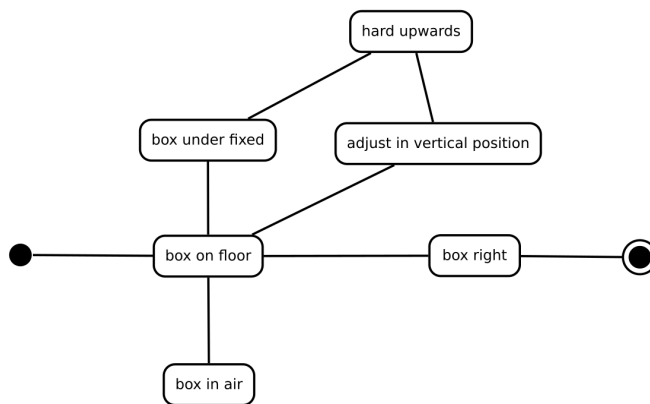 hard upwards
box under fixed
adjust in vertical position
box on floor
box right
box in air